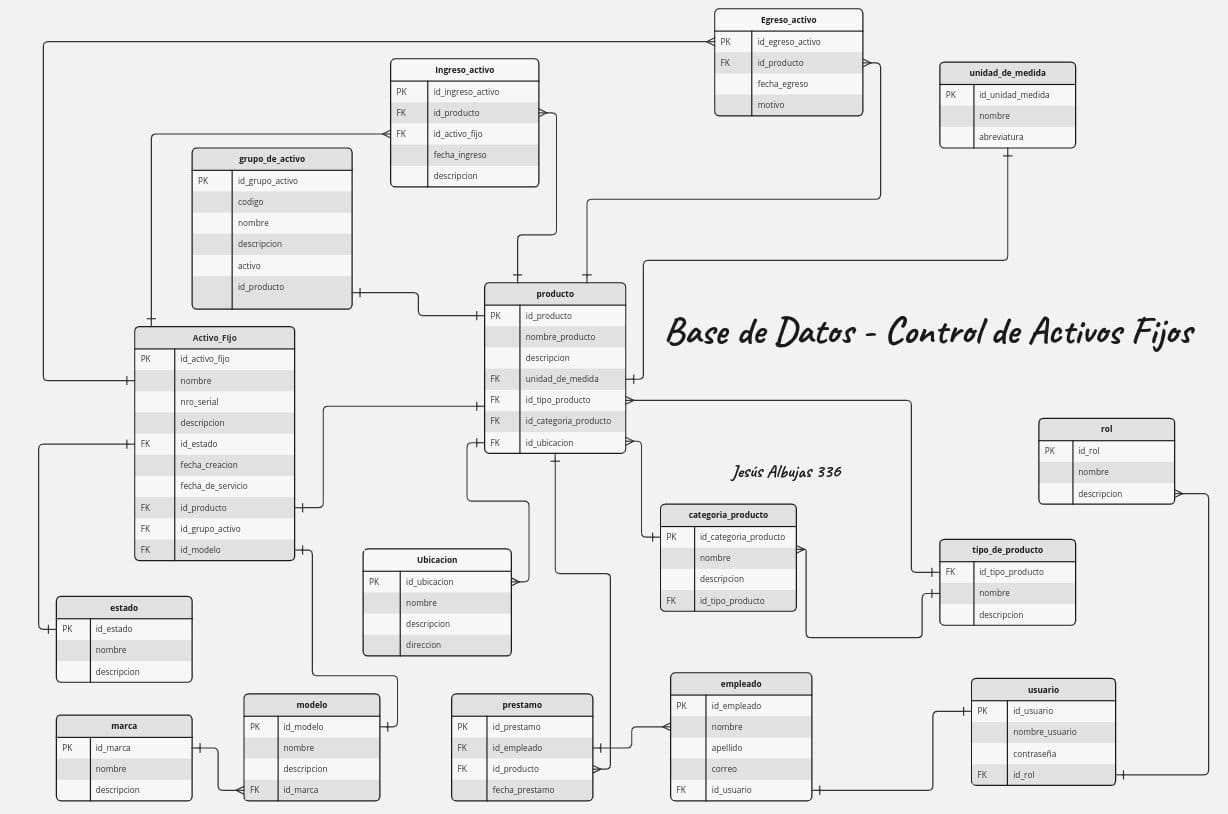 Egreso_activo
PK id_egreso_activo
FK id_producto
fecha_egreso
motivo
Ingreso_activo
PK id_ingreso_activo
FK id_producto
FK id_activo_fijo
fecha_ingreso
descripcion
unidad_de_medida
PK id_unidad_medida
nombre
abreviatura
grupo_de_activo
PK id_grupo_activo
codigo
nombre
descripcion
activo
id_producto
producto
PK id_producto
nombre_producto
descripcion
FK unidad_de_medida
FK id_tipo_producto
FK id_categoria_producto
FK id_ubicacion
Base de Datos - Control de Activos Fijos
Activo_Fijo
PK id_activo_fijo
nombre
nro_serial
descripcion
FK id_estado
fecha_creacion
fecha_de_servicio
FK id_producto
FK id_grupo_activo
FK id_modelo
rol
PK id_rol
nombre
descripcion
Jesús Albujas 336
categoria_producto
PK id_categoria_producto
nombre
descripcion
FK id_tipo_producto
tipo_de_producto
FK id_tipo_producto
nombre
descripcion
Ubicacion
PK id_ubicacion
nombre
descripcion
direccion
estado
PK id_estado
nombre
descripcion
marca
PK id_marca
nombre
descripcion
modelo
PK id_modelo
nombre
descripcion
FK id_marca
prestamo
PK id_prestamo
FK id_empleado
FK id_producto
fecha_prestamo
empleado
PK id_empleado
nombre
apellido
correo
FK id_usuario
usuario
PK id_usuario
nombre_usuario
contraseña
FK id_rol